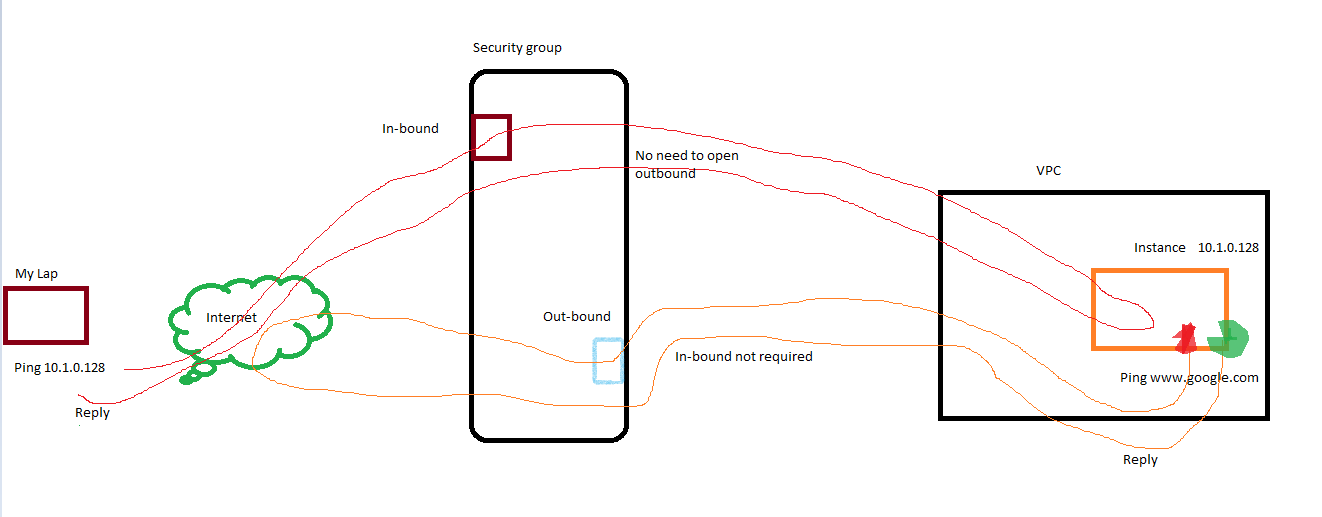 Security group
In-bound
No need to open
outbound
VPC
Instance 10.1.0.128
My Lap
Internet
Out-bound
In-bound not required
Ping 10.1.0.128
Ping www.google.com
Reply
Reply